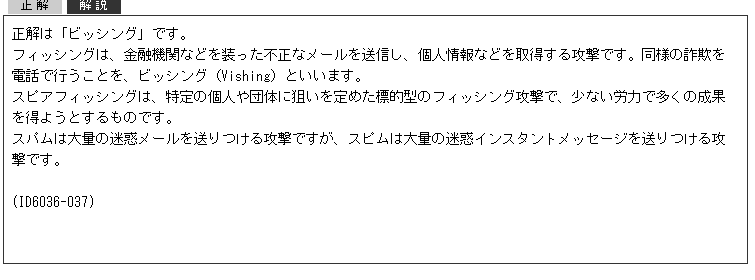 正解 解説
正解は「ビッシング」です。
フィッシングは、金融機関などを装った不正なメールを送信し、個人情報などを取得する攻撃です。同様の詐欺を
電話で行うことを、ビッシング (Vishing) といいます。
スピアフィッシングは、特定の個人や団体に狙いを定めた標的型のフィッシング攻撃で、少ない労力で多くの成果
を得ようとするものです。
スパムは大量の迷惑メールを送りつける攻撃ですが、スピムは大量の迷惑インスタントメッセージを送りつける攻
撃です。
(ID6036-037)